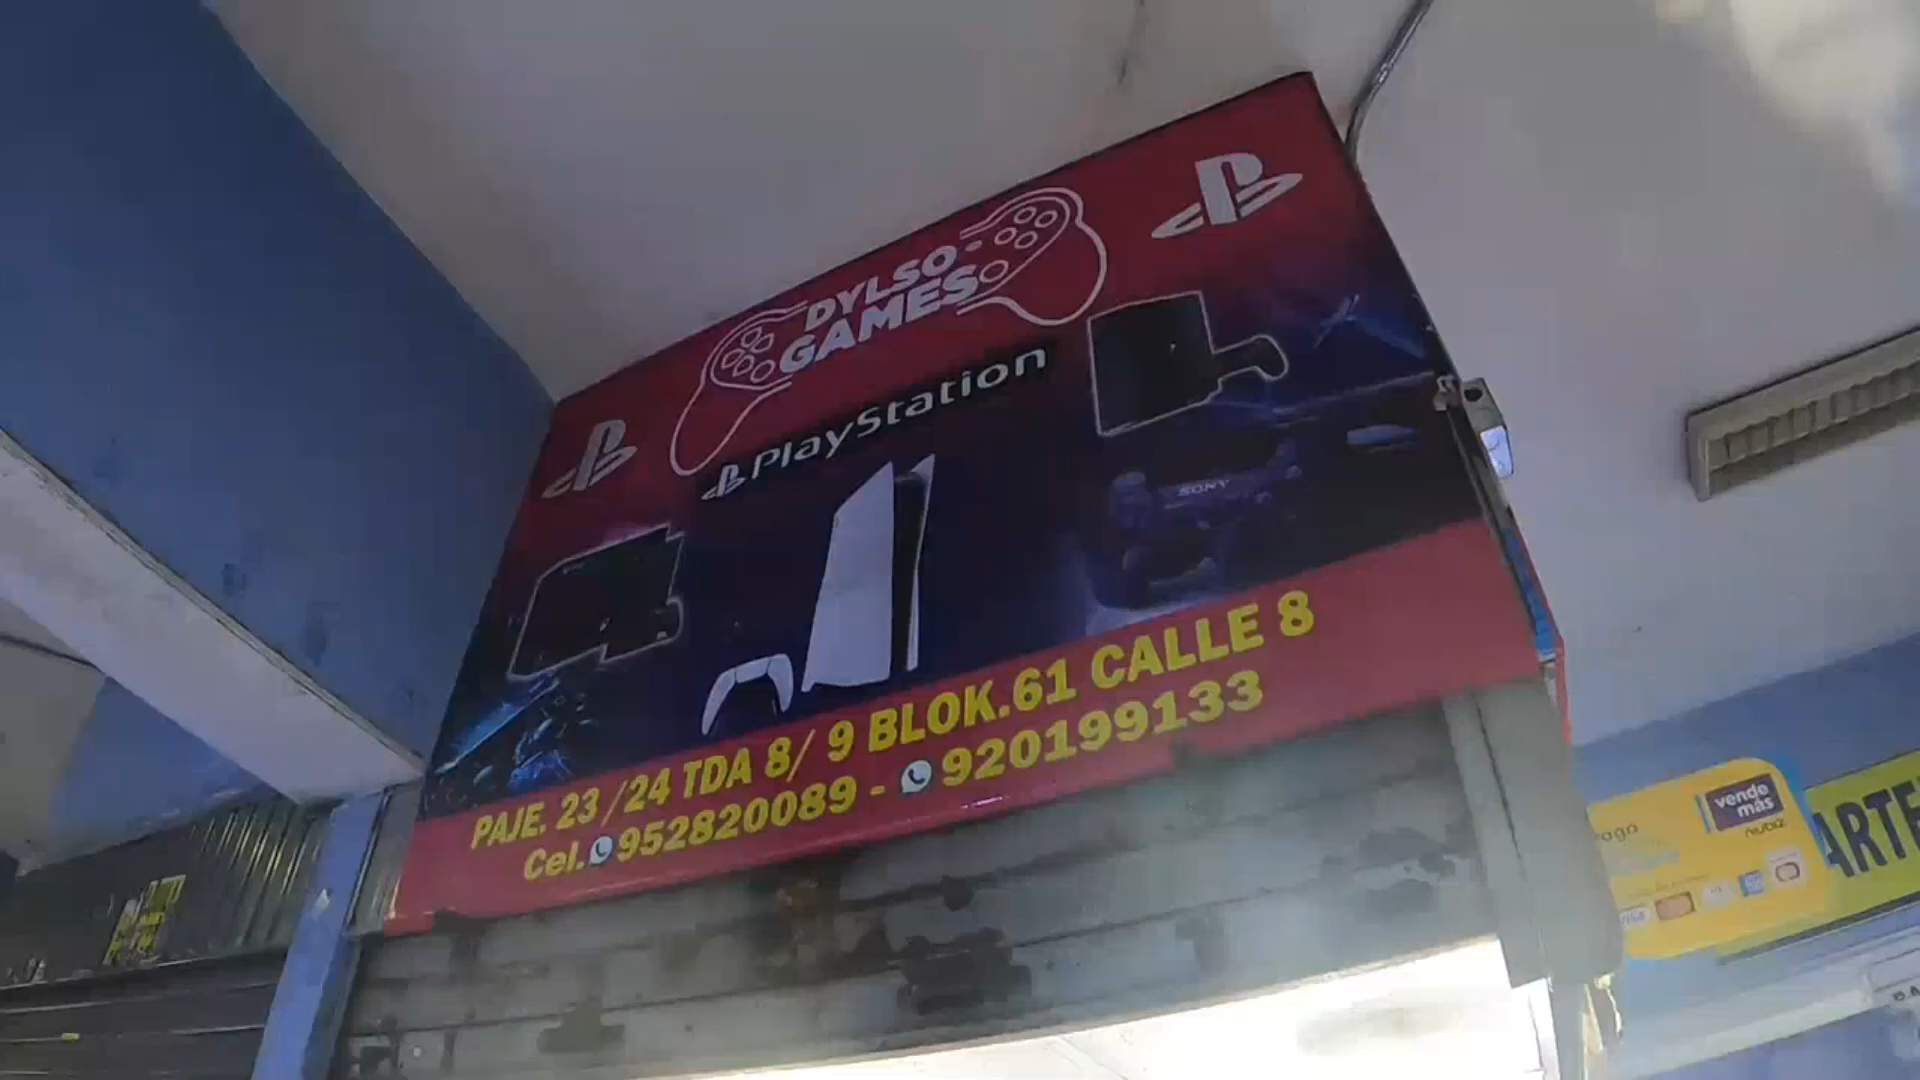 DYLSO
GAMES
PlayStation
SONY
PAJE. 23 /24 TDA 8/ 9 BLOK.61 CALLE 8
Cel. 952820089 - 920199133
vende
más
niubiz
VISA
ARTE